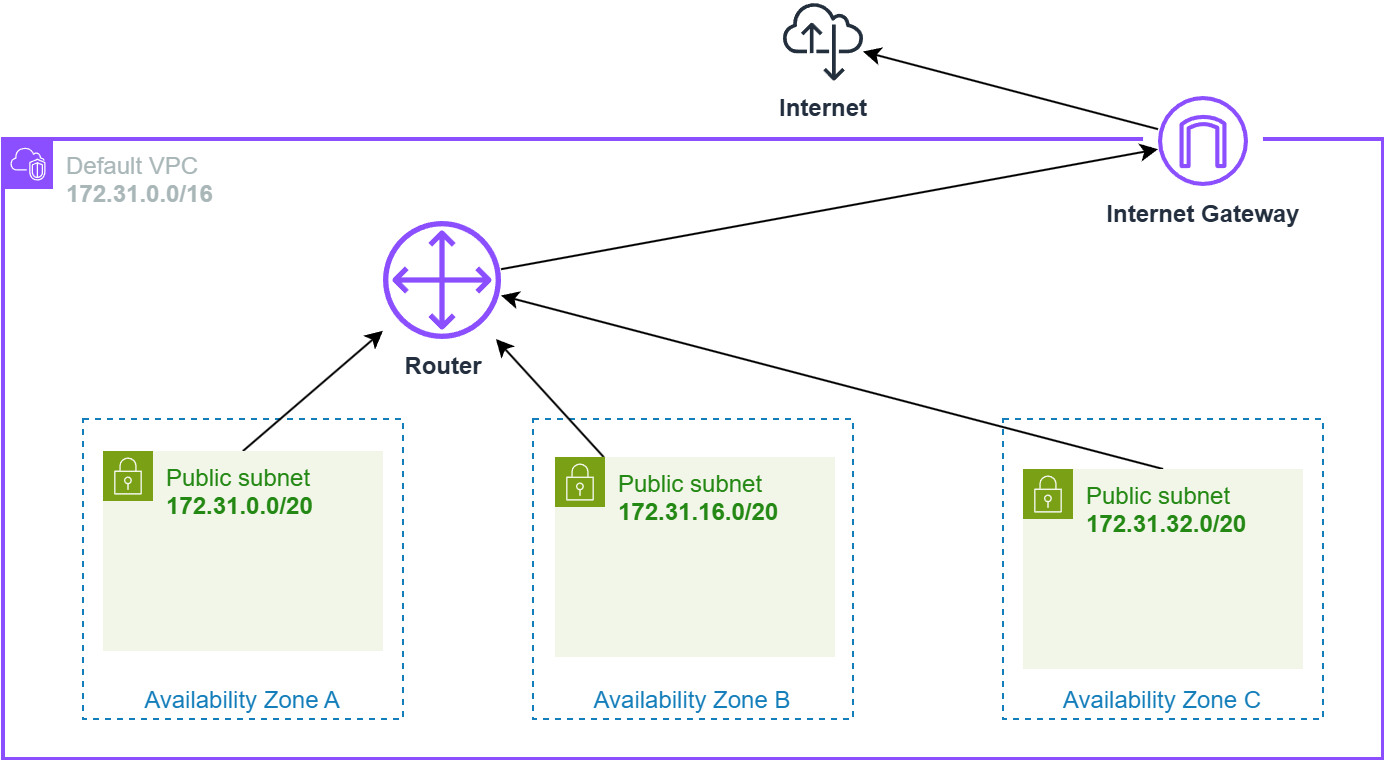 Internet
Default VPC
172.31.0.0/16
Internet Gateway
Router
Public subnet
172.31.0.0/20
Public subnet
172.31.16.0/20
Public subnet
172.31.32.0/20
Availability Zone A
Availability Zone B
Availability Zone C